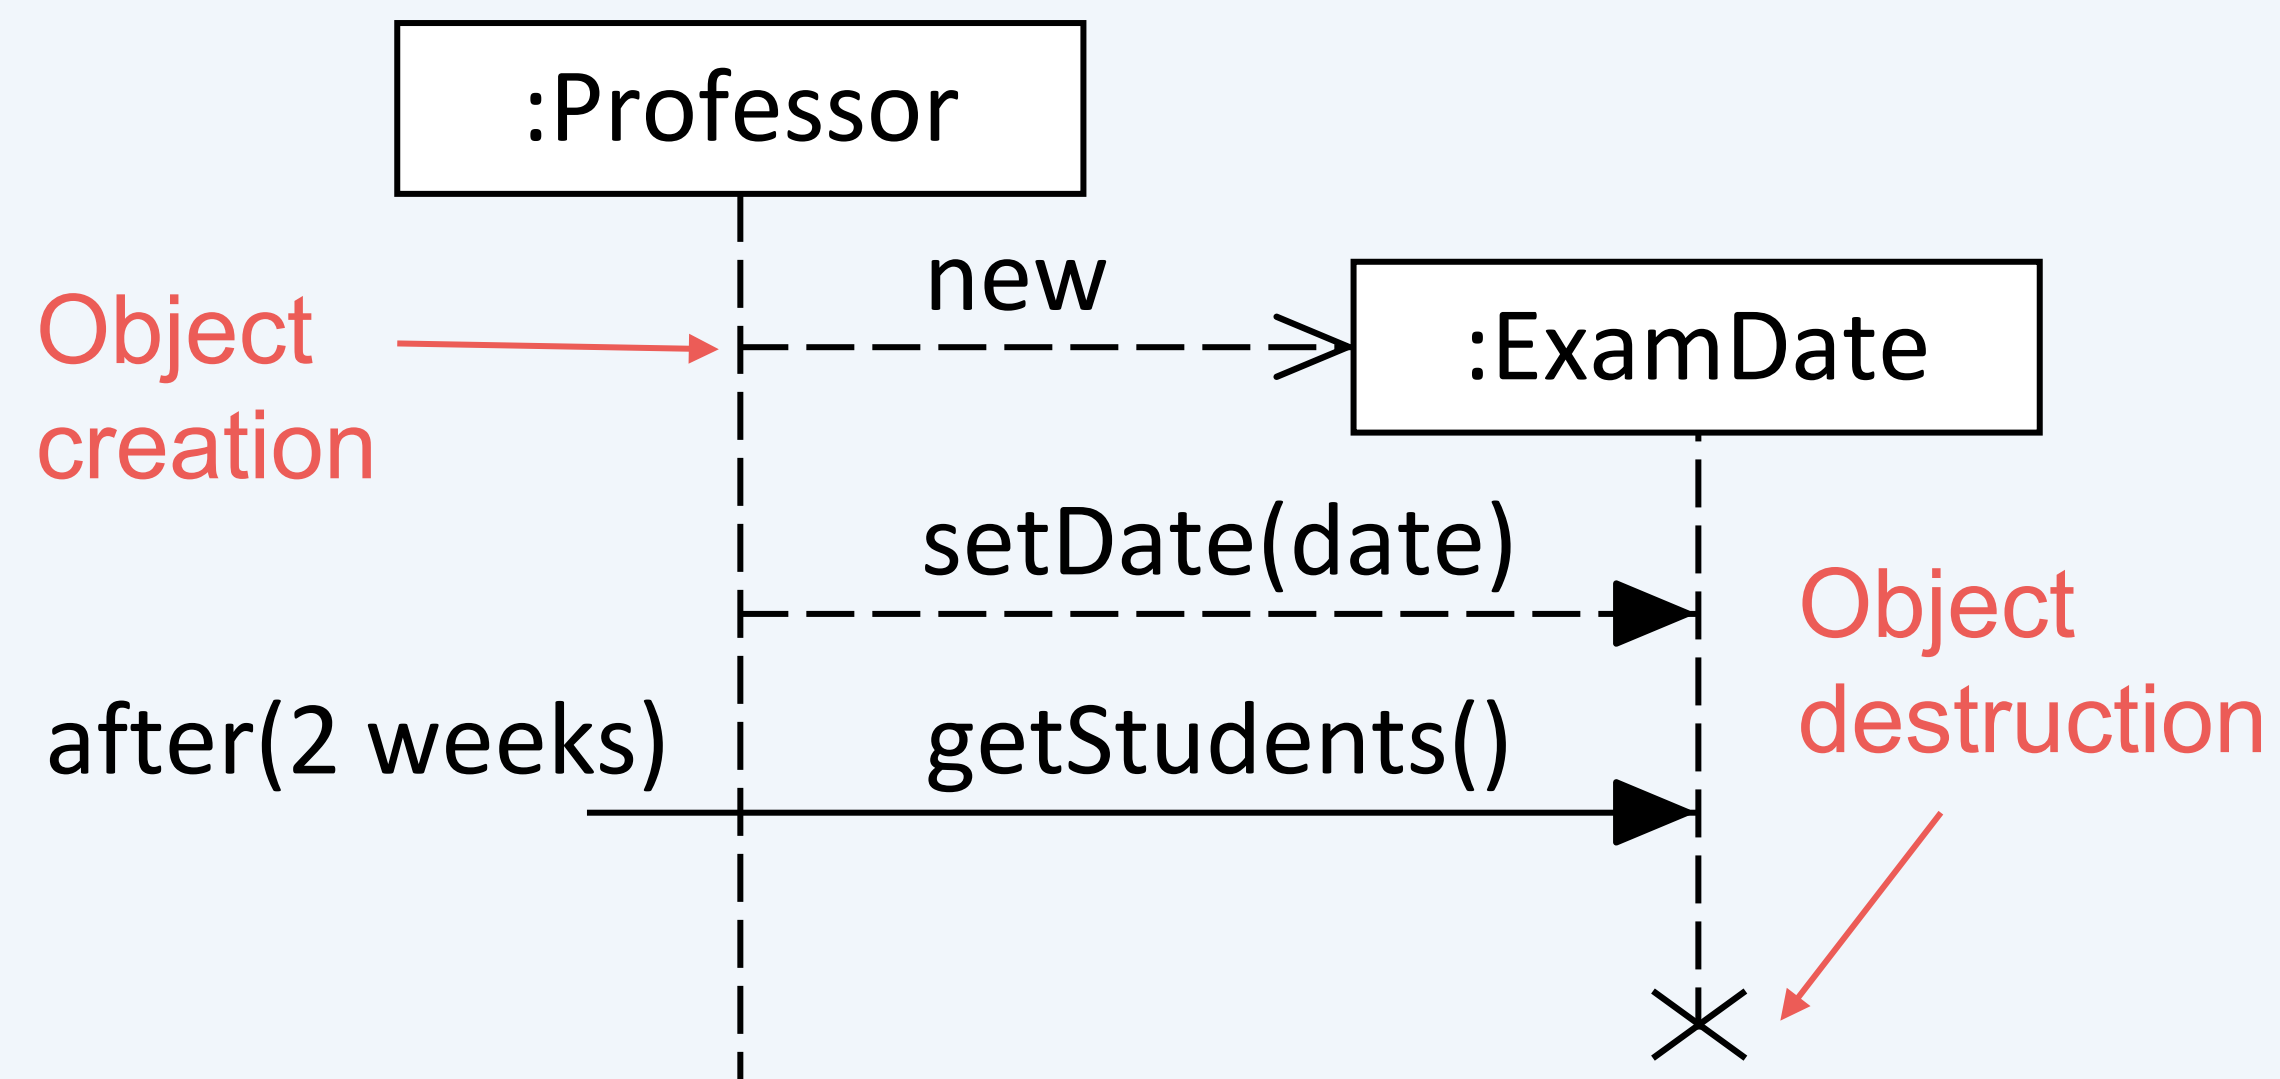 :Professor
new
:ExamDate
Object
creation
setDate(date)
Object
destruction
after(2 weeks)
getStudents()